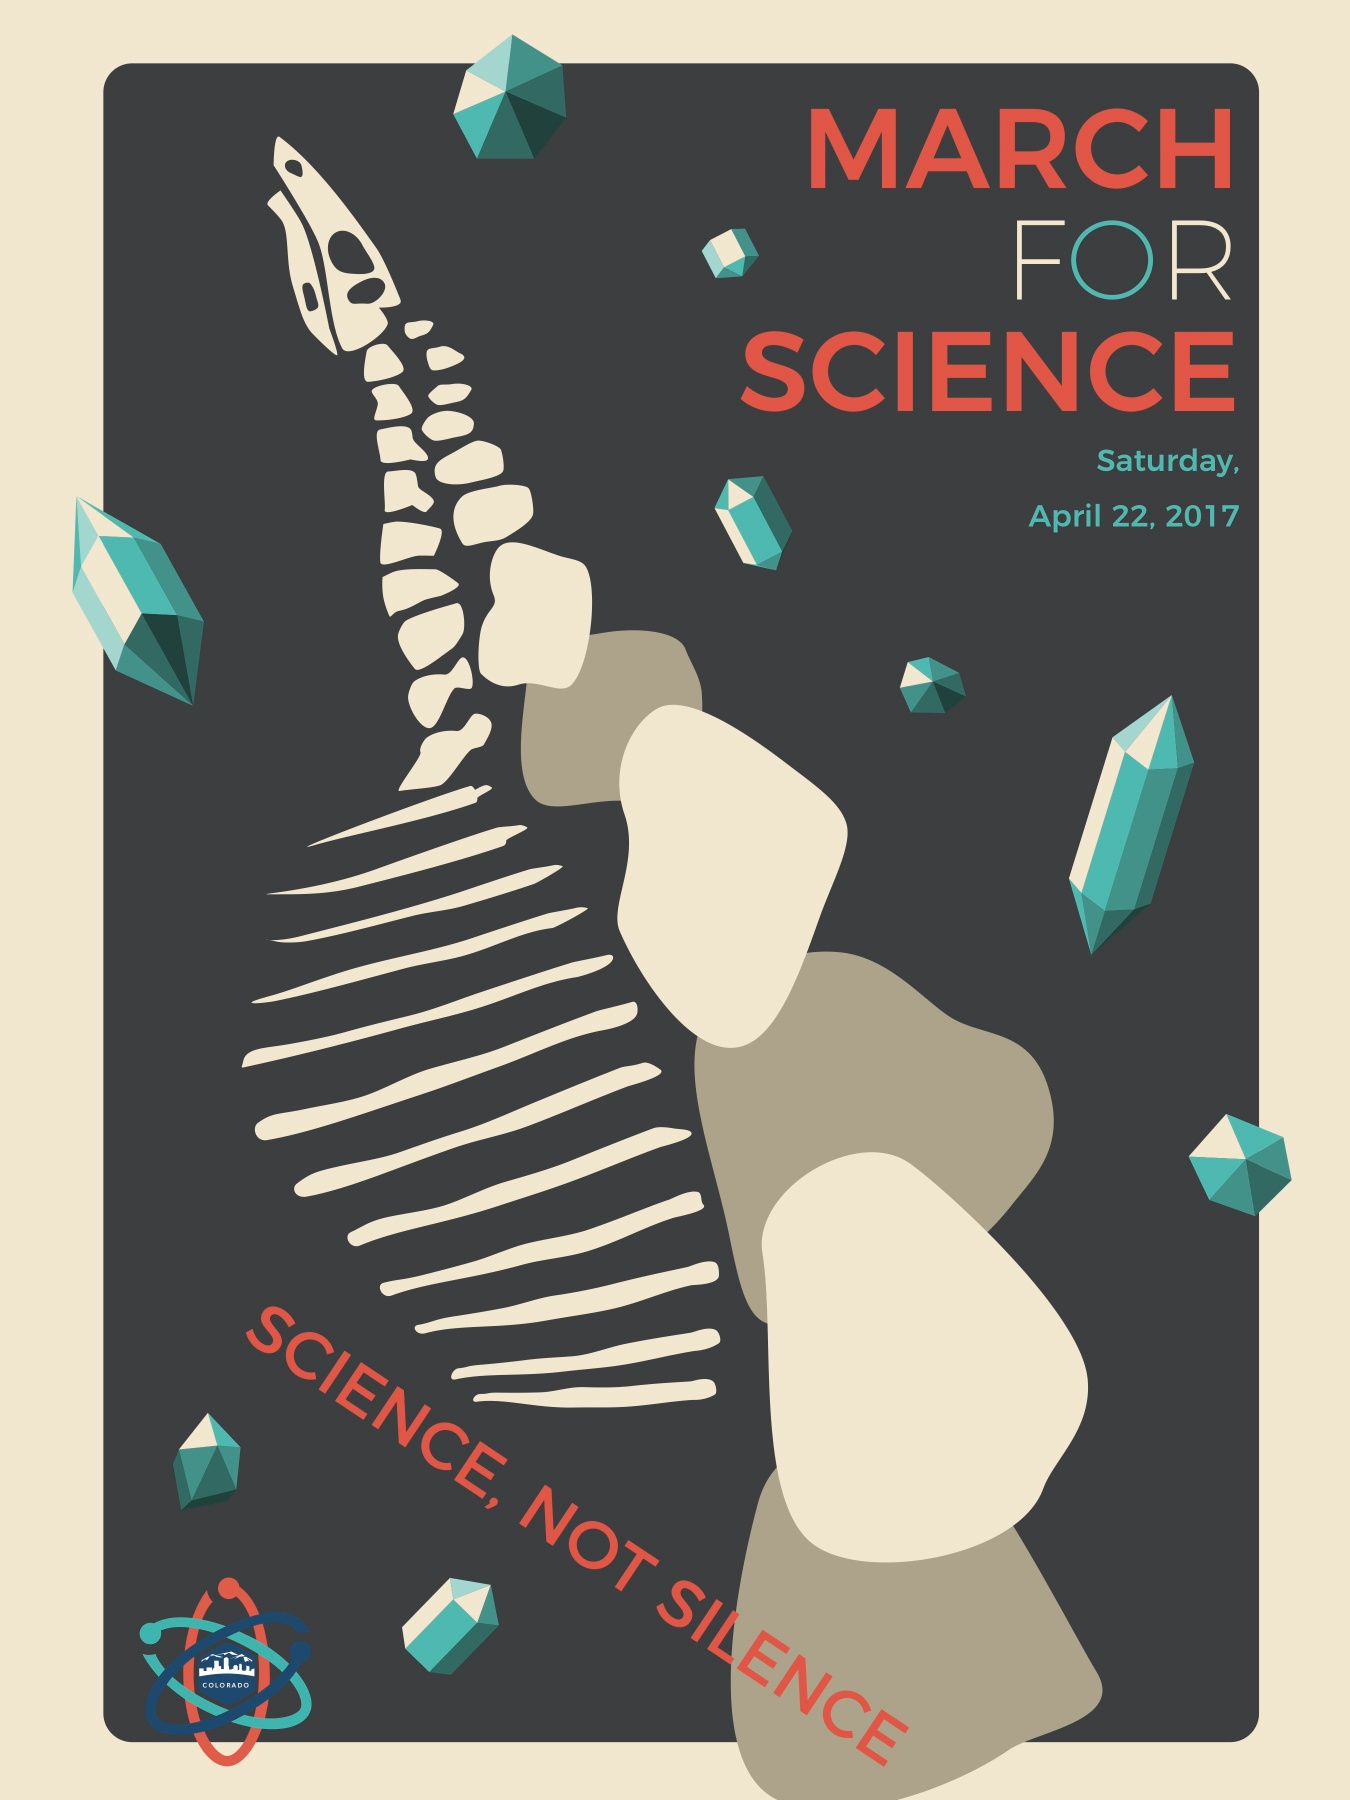 MARCH
FOR
SCIENCE
Saturday,
April 22, 2017
SCIENCE, NOT SILENCE
COLORADO